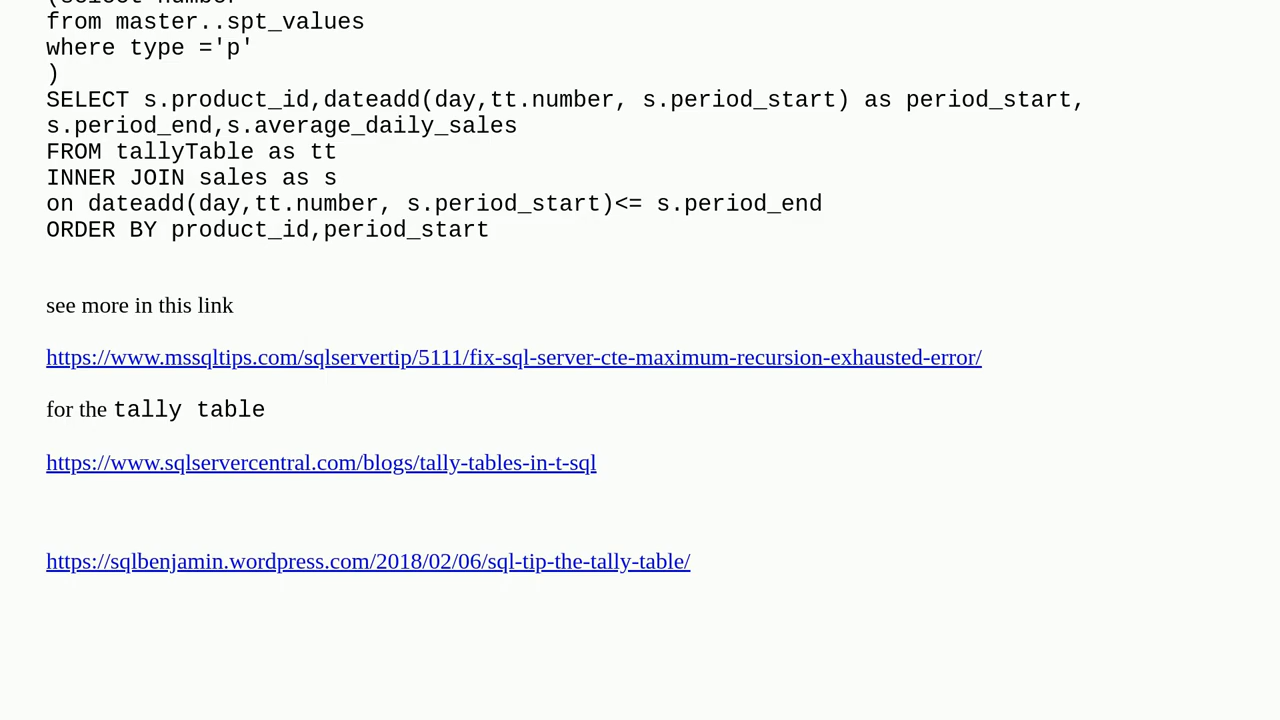 (select number
from master..spt_values
where type ='p'
)
SELECT s.product_id,dateadd(day,tt.number, s.period_start) as period_start,
s.period_end,s.average_daily_sales
FROM tallyTable as tt
INNER JOIN sales as s
on dateadd(day,tt.number, s.period_start)<= s.period_end
ORDER BY product_id,period_start
see more in this link
https://www.mssqltips.com/sqlservertip/5111/fix-sql-server-cte-maximum-recursion-exhausted-error/
for the tally table
https://www.sqlservercentral.com/blogs/tally-tables-in-t-sql
https://sqlbenjamin.wordpress.com/2018/02/06/sql-tip-the-tally-table/